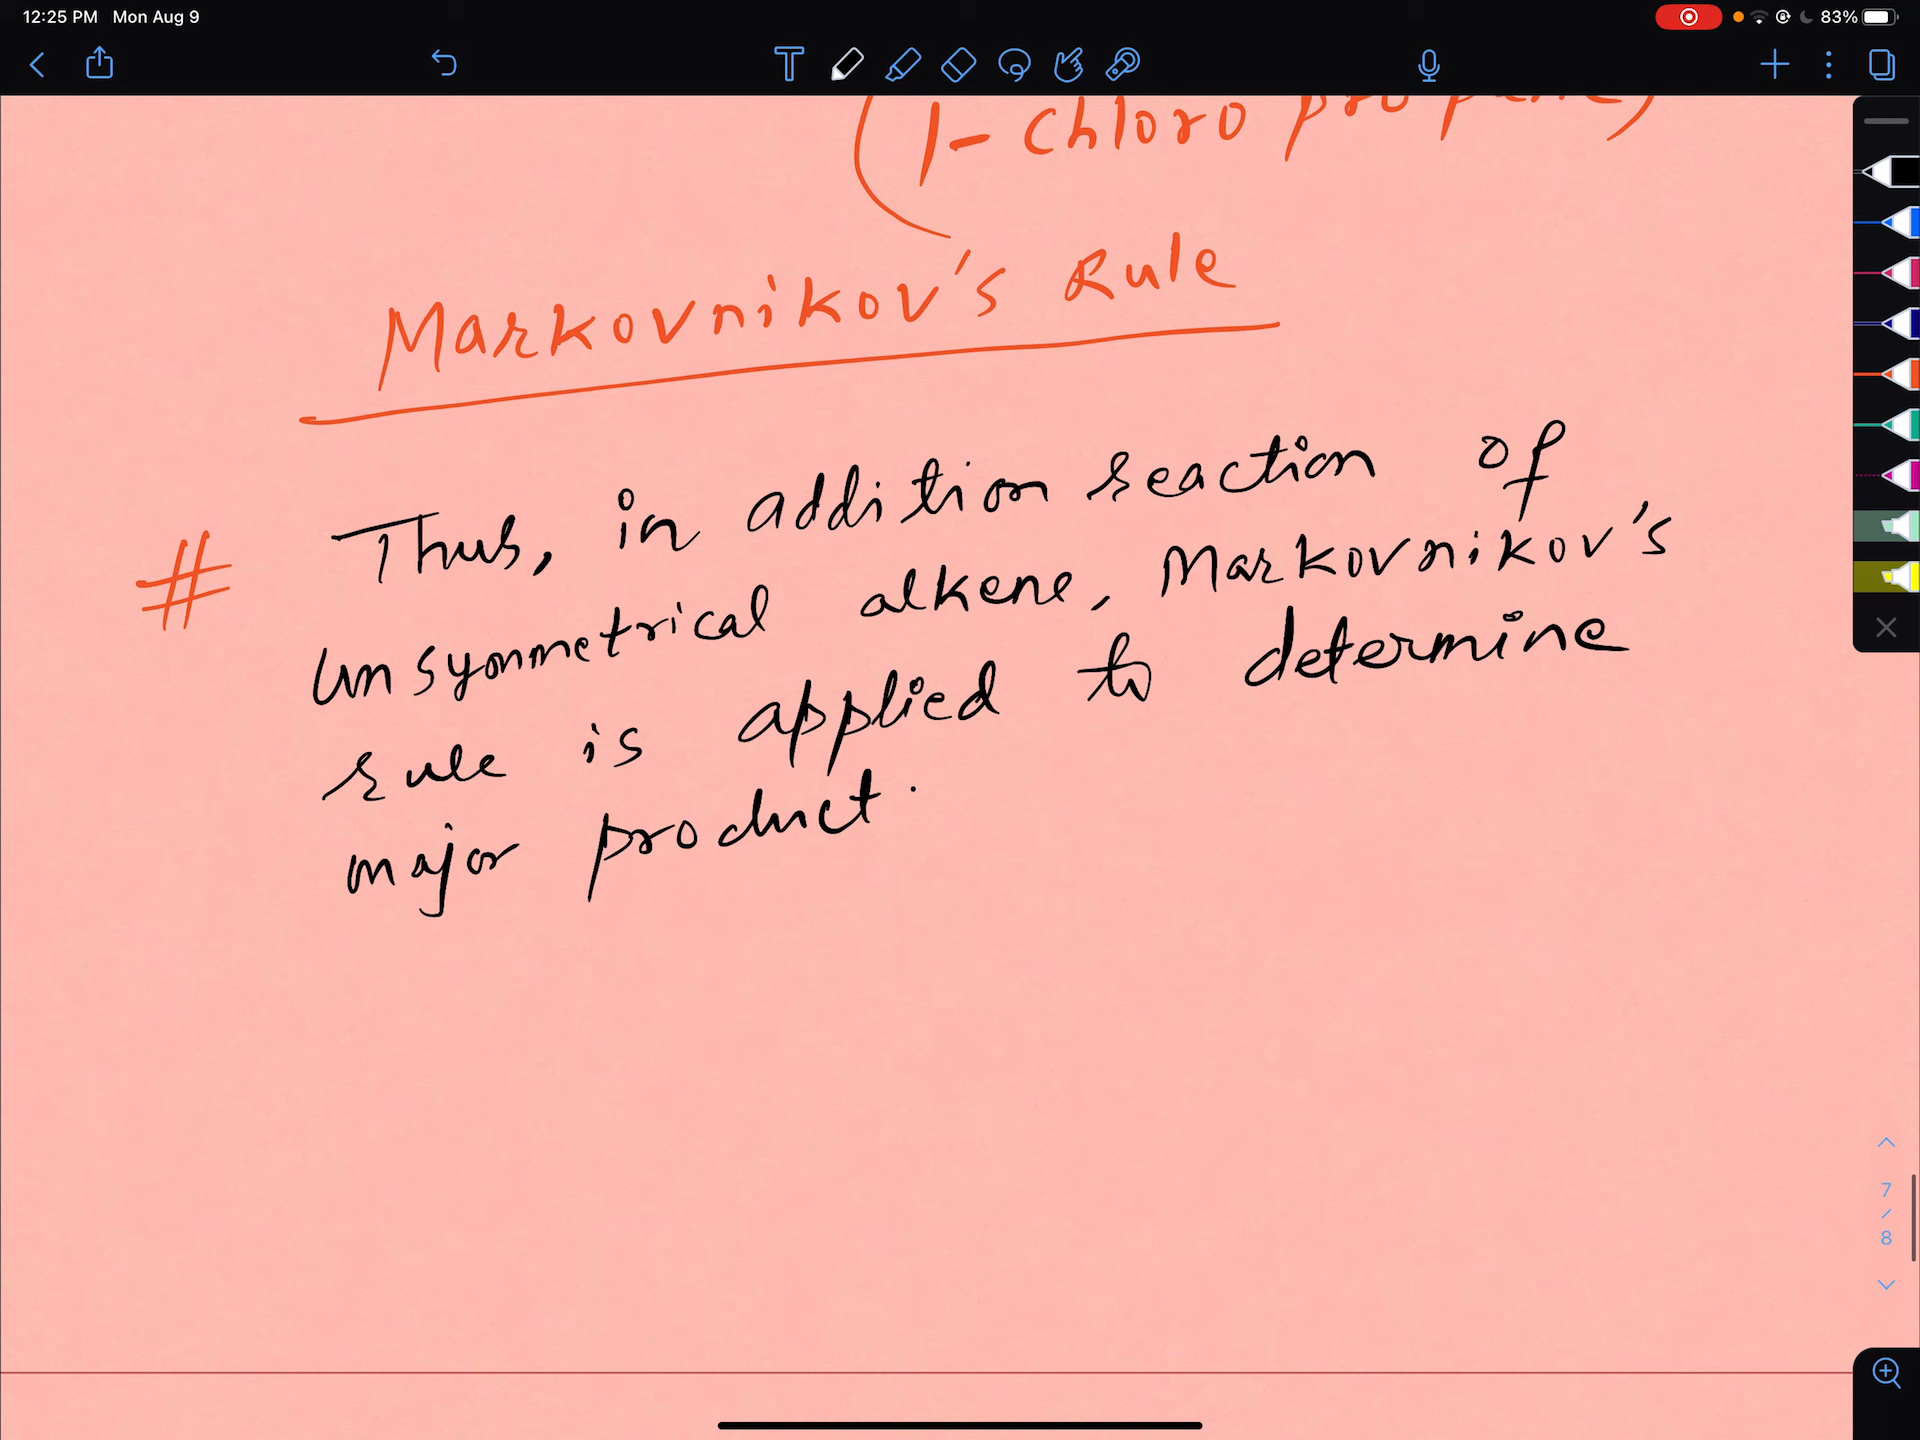 12:25 PM Mon Aug 9
83%
(1- Chloro propane)
Markovnikov's Rule
# Thus, in addition reaction of
unsymmetrical alkene, Markovnikov's
rule is applied to determine
major product.
7
/
8